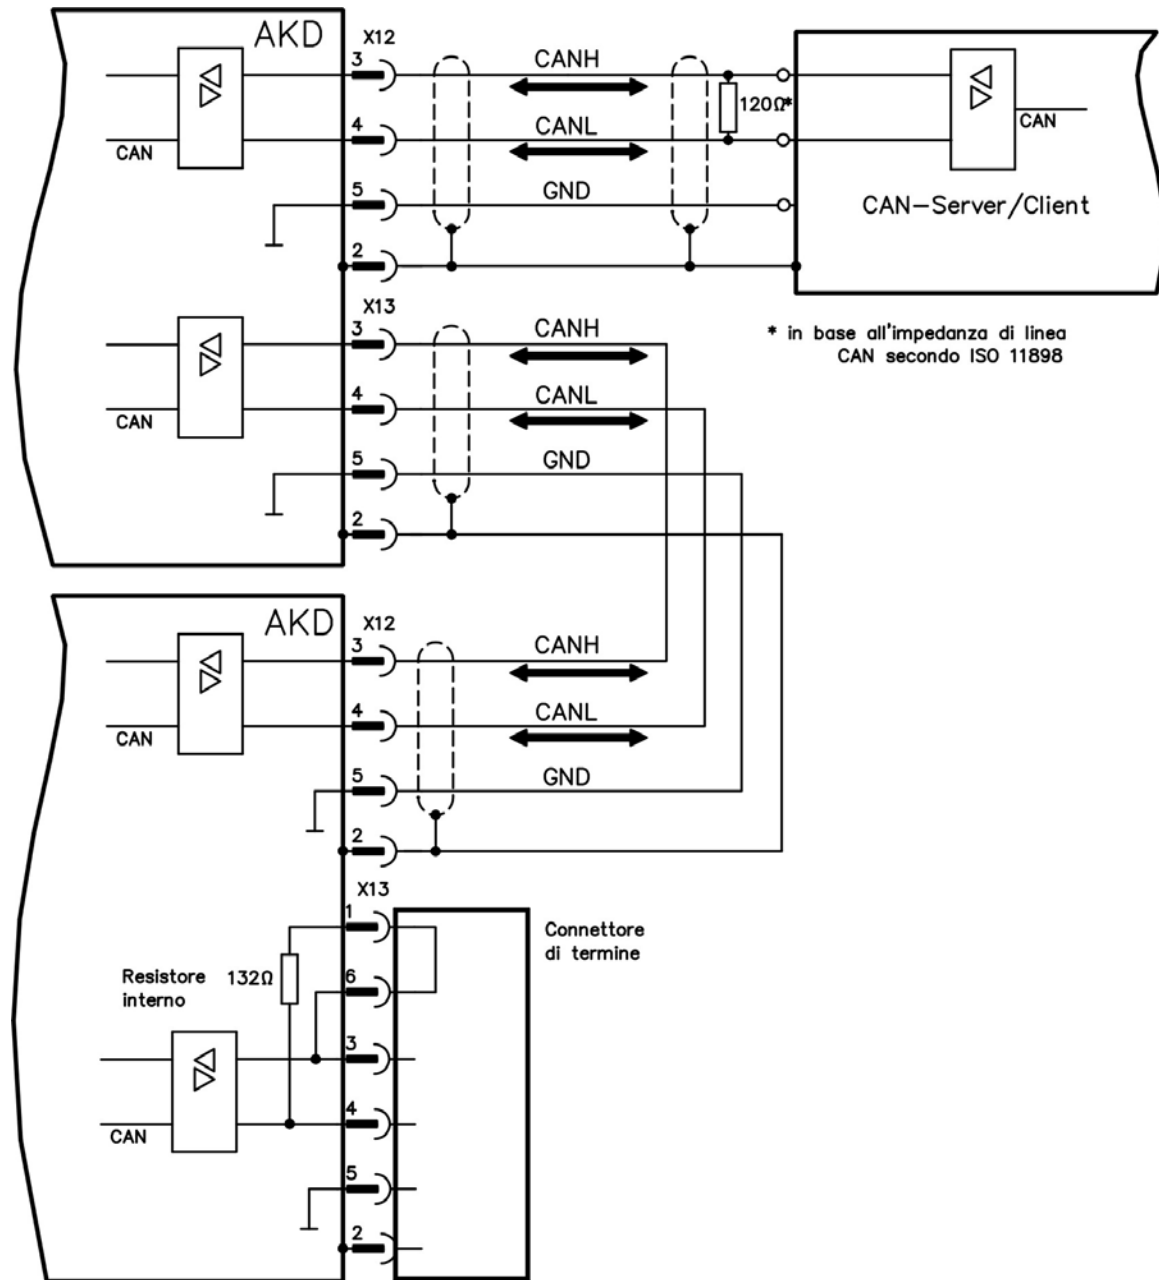 AKD
X12
3
CANH
120Ω*
CAN
4
CANL
CAN
5
GND
CAN-Server/Client
2
X13
3
CANH
* in base all'impedanza di linea
CAN secondo ISO 11898
4
CANL
CAN
5
GND
2
AKD
X12
3
CANH
4
CANL
CAN
5
GND
2
X13
1
Connettore
di termine
Resistore
interno
132Ω
6
3
4
CAN
5
2